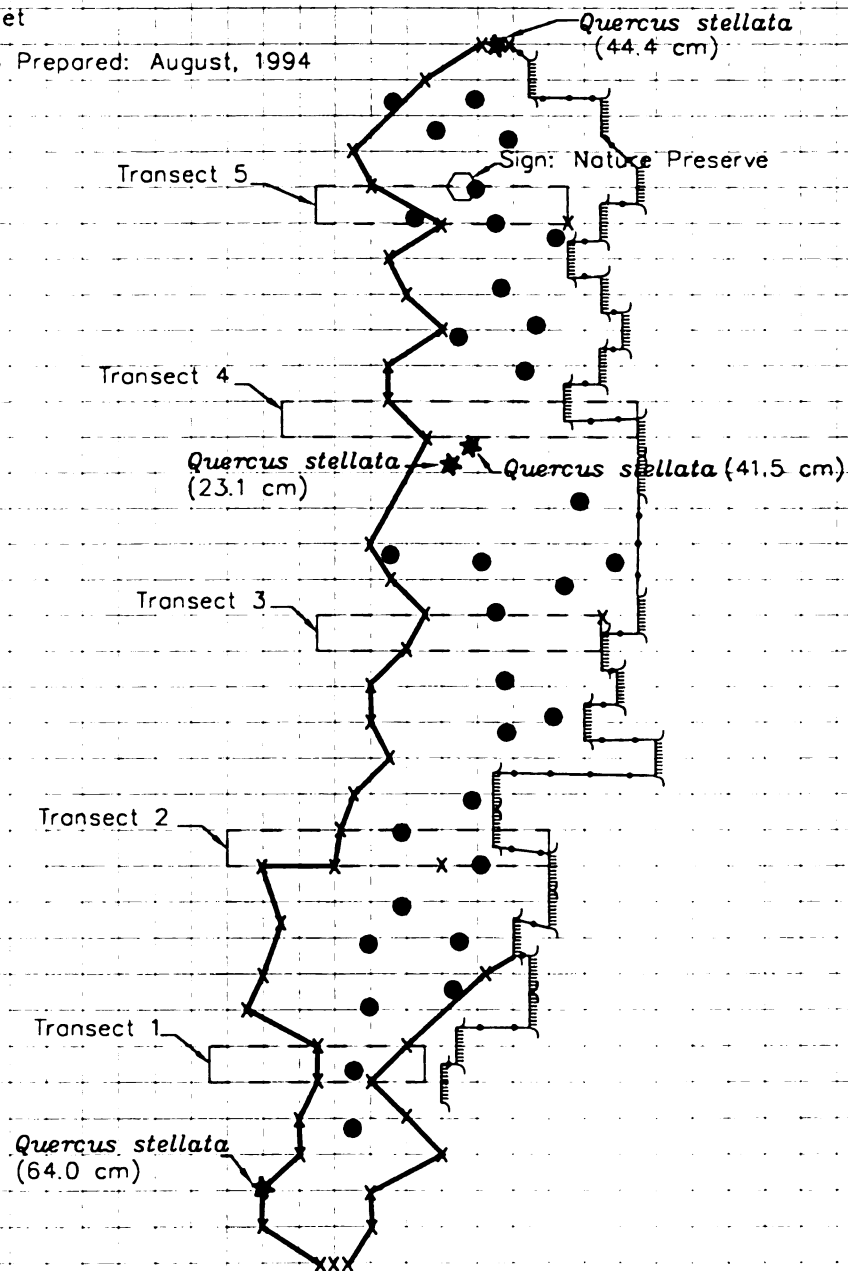 et
Quercus stellata
(44.4 cm)
Prepared: August, 1994
Sign: Nature Preserve
Transect 5
Transect 4
Quercus stellata
(23.1 cm)
Quercus stellata (41.5 cm)
Transect 3
Transect 2
Transect 1
Quercus stellata
(64.0 cm)